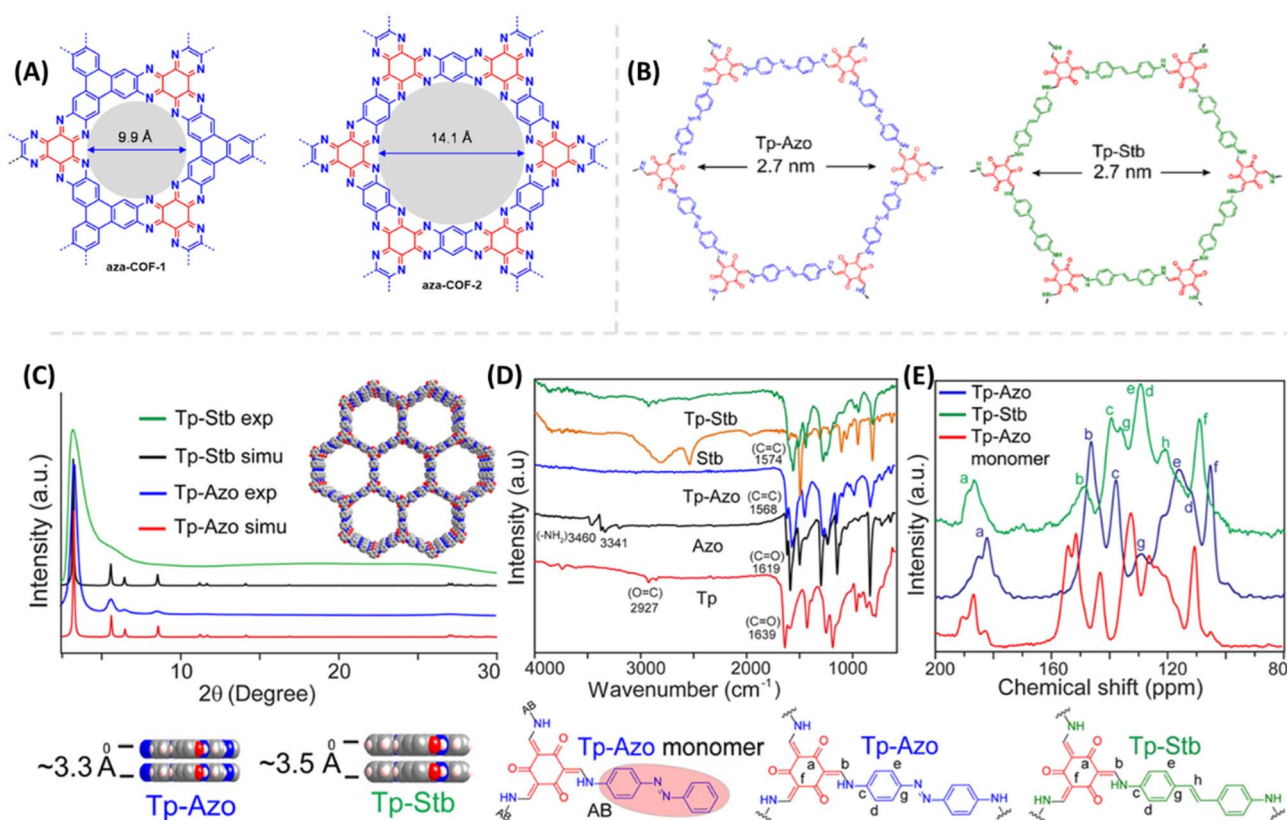 (A)
9.9 Å
aza-COF-1
14.1 Å
aza-COF-2
(B)
Tp-Azo
2.7 nm
Tp-Stb
2.7 nm
(C)
Intensity (a.u.)
Tp-Stb exp
Tp-Stb simu
Tp-Azo exp
Tp-Azo simu
10 20 30
2θ (Degree)
~3.3 Å
Tp-Azo
~3.5 Å
Tp-Stb
(D)
Intensity (a.u.)
Tp-Stb
Stb
(C=C)
1574
Tp-Azo
(C=C)
1568
(-NH₂)3460 3341
Azo
(C=O)
1619
(O=C)
2927
Tp
(C=O)
1639
4000 3000 2000 1000
Wavenumber (cm⁻¹)
(E)
Intensity (a.u.)
Tp-Azo
Tp-Stb
Tp-Azo
monomer
a b c g e d h f
a b c g e d f
200 160 120 80
Chemical shift (ppm)
Tp-Azo monomer
AB
Tp-Azo
a b c d e f g
Tp-Stb
a b c d e f g h